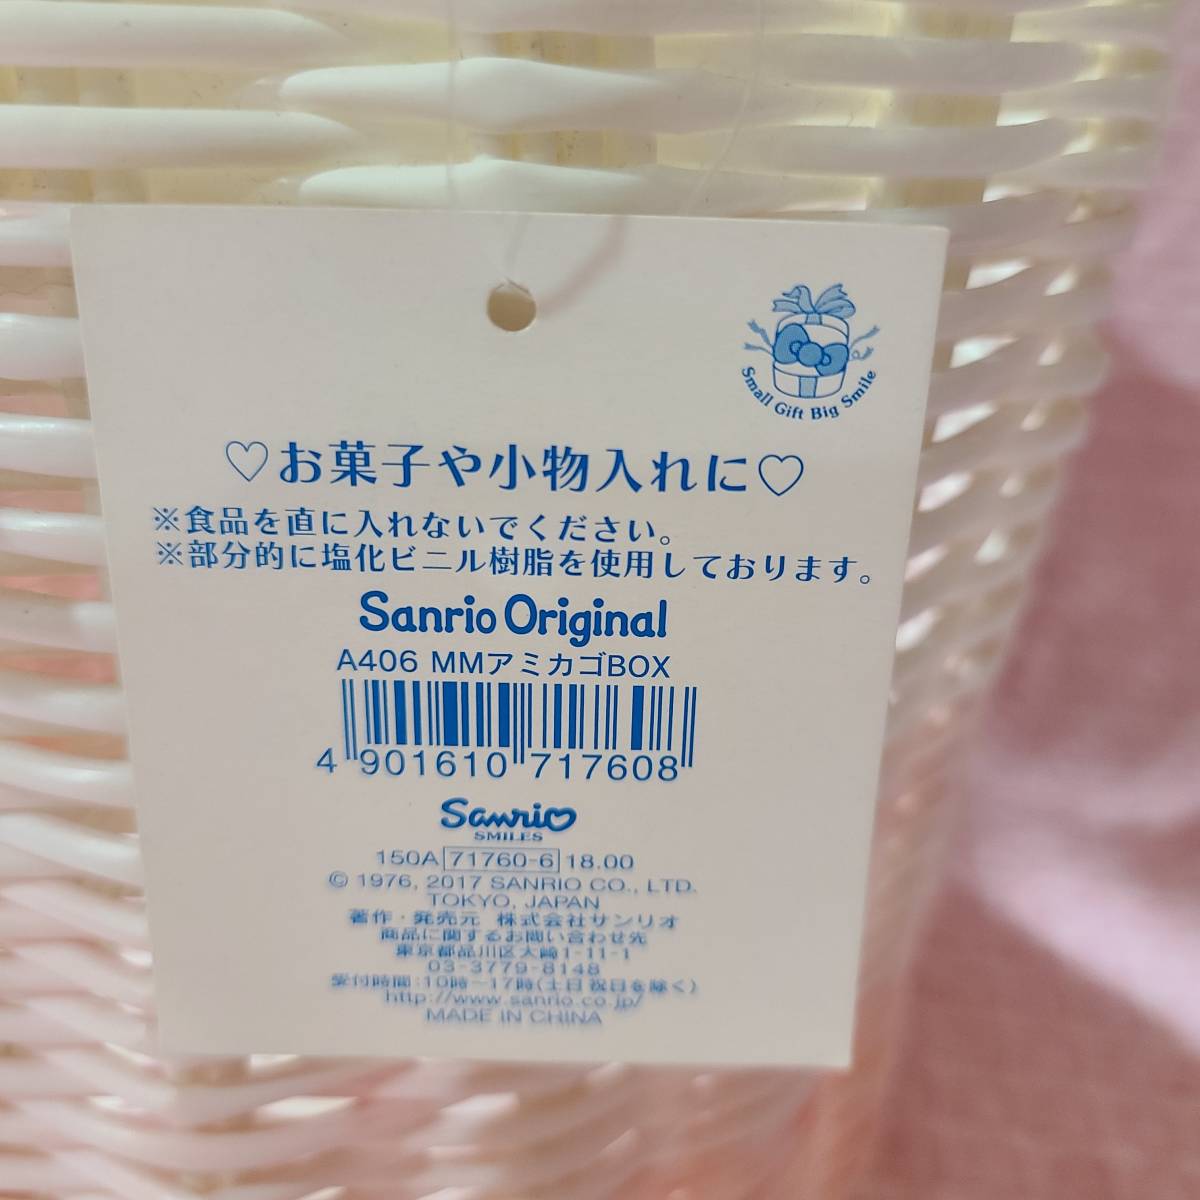 Small Gift Big Smile
♡お菓子や小物入れに♡
※食品を直に入れないでください。
※部分的に塩化ビニル樹脂を使用しております。
Sanrio Original
A406 MMアミカゴBOX
4 901610 717608
Sanrio
SMILES
150A 71760-6 18.00
© 1976, 2017 SANRIO CO., LTD.
TOKYO, JAPAN
著作・発売元 株式会社サンリオ
商品に関するお問い合わせ先
東京都品川区大崎1-11-1
03-3779-8148
受付時間:10時〜17時(土日祝日を除く)
http://www.sanrio.co.jp/
MADE IN CHINA